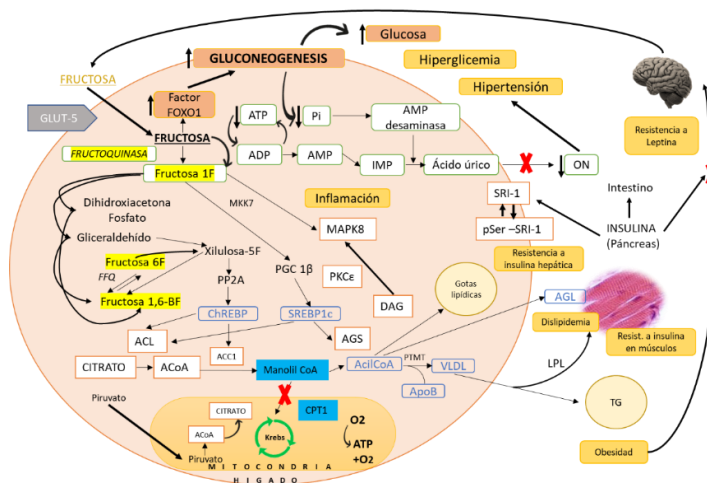 Glucosa
GLUCONEOGENESIS
Hiperglicemia
Hipertensión
FRUCTOSA
Factor
FOXO1
GLUT-5
ATP
Pi
AMP
desaminasa
Resistencia a
Leptina
FRUCTOSA
FRUCTOQUINASA
ADP
AMP
IMP
Ácido úrico
ON
Fructosa 1F
SRI-1
Intestino
MKK7
Inflamación
Dihidroxiacetona
Fosfato
MAPK8
pSer –SRI-1
INSULINA
(Páncreas)
Gliceraldehído
Xilulosa-5F
Resistencia a
insulina hepática
Fructosa 6F
PGC 1β
PKCε
FFQ
PP2A
Gotas
lipídicas
Fructosa 1,6-BF
DAG
AGL
ChREBP
SREBP1c
Dislipidemia
ACL
AGS
Resist. a insulina
en músculos
ACC1
CITRATO
ACoA
Manolil CoA
AcilCoA
PTMT
VLDL
LPL
ApoB
Piruvato
CITRATO
CPT1
O2
TG
ACoA
Krebs
ATP
+O2
Piruvato
Obesidad
MITOCONDRIA
HIGADO